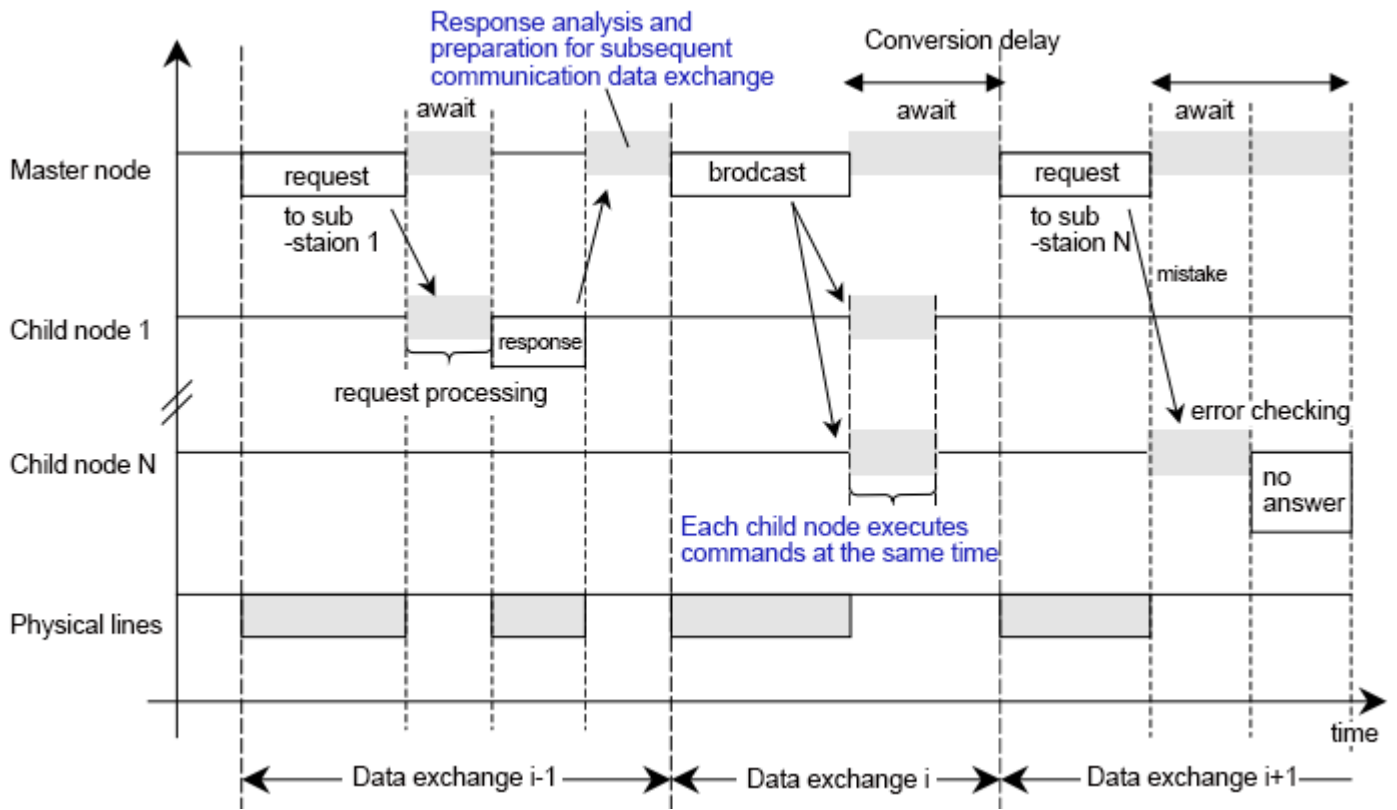 Response analysis and
preparation for subsequent
communication data exchange
Conversion delay
await
await
await
Master node
request
brodcast
request
to sub
-staion 1
to sub
-staion N
mistake
Child node 1
response
request processing
error checking
Child node N
no
answer
Each child node executes
commands at the same time
Physical lines
time
Data exchange i-1
Data exchange i
Data exchange i+1